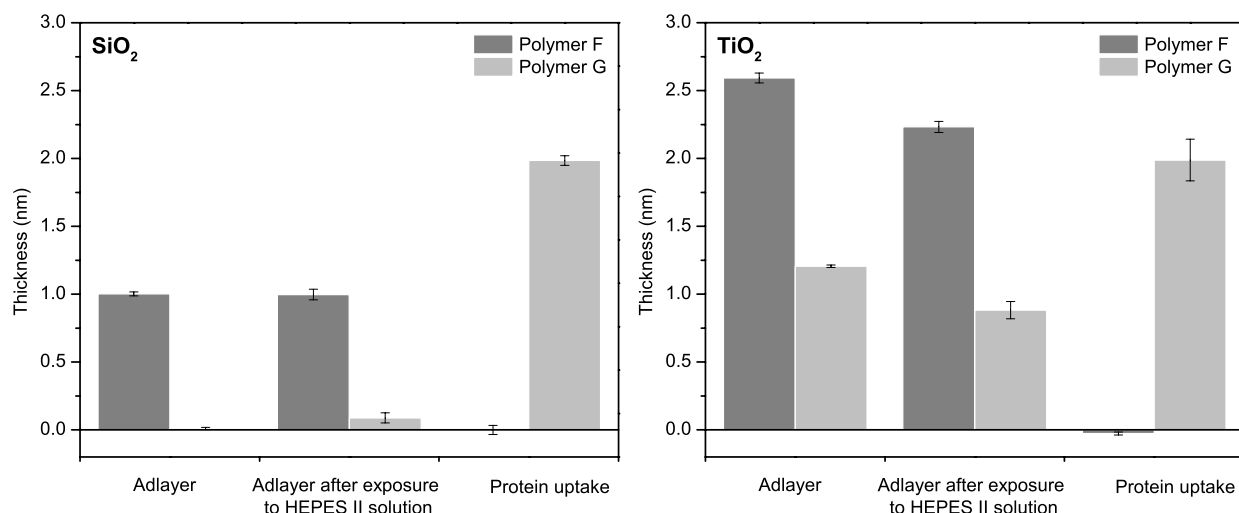 SiO2
Polymer F
Polymer G
3.0
2.5
2.0
1.5
1.0
0.5
0.0
Thickness (nm)
Adlayer
Adlayer after exposure
to HEPES II solution
Protein uptake
TiO2
Polymer F
Polymer G
3.0
2.5
2.0
1.5
1.0
0.5
0.0
Thickness (nm)
Adlayer
Adlayer after exposure
to HEPES II solution
Protein uptake